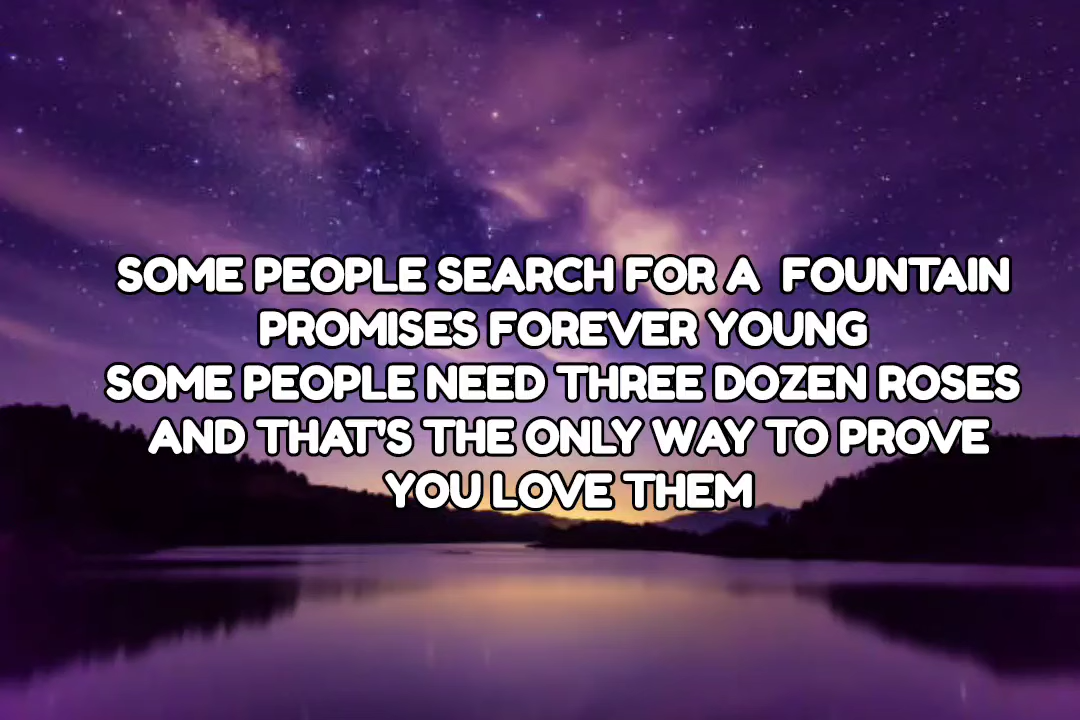 SOME PEOPLE SEARCH FOR A  FOUNTAIN
PROMISES FOREVER YOUNG
SOME PEOPLE NEED THREE DOZEN ROSES
AND THAT'S THE ONLY WAY TO PROVE
YOU LOVE THEM